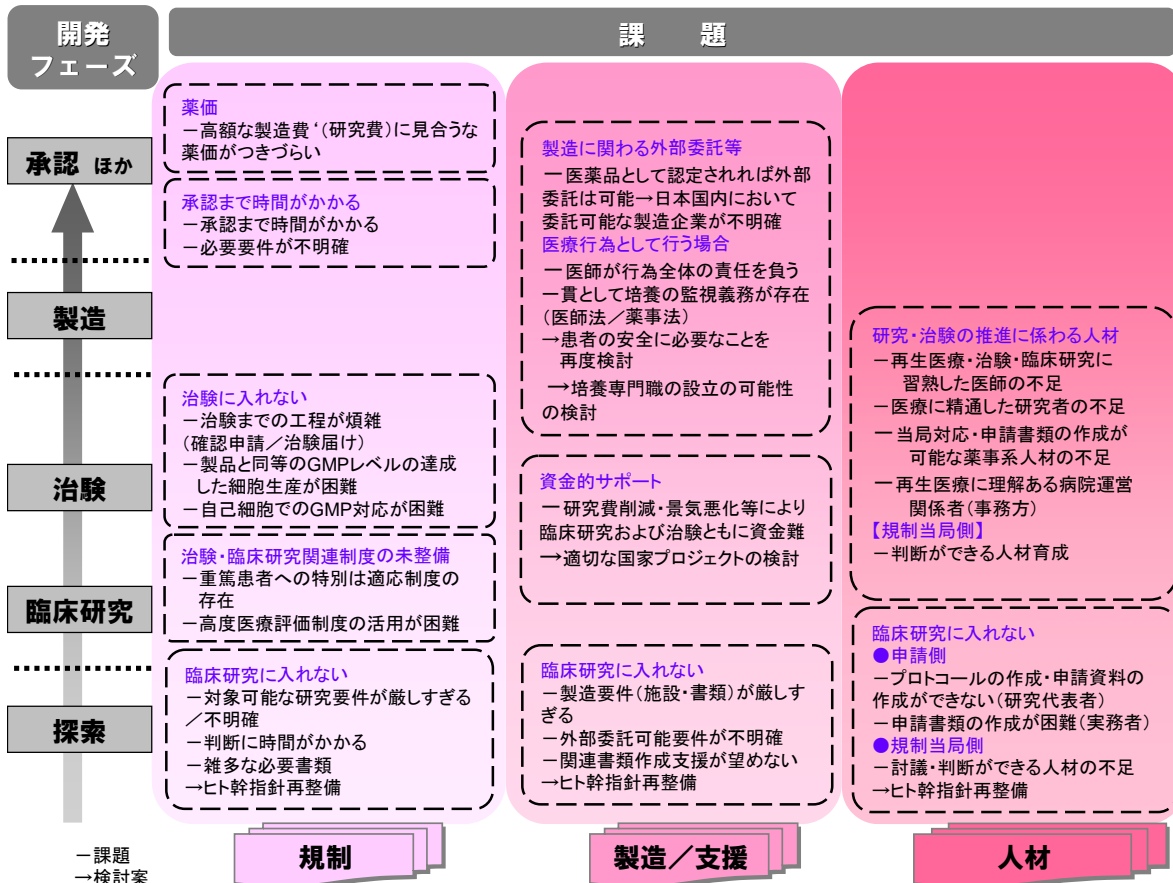 開発
フェーズ
課 題
承認 ほか
製造
治験
臨床研究
探索
薬価
－高額な製造費‘（研究費）に見合うな
薬価がつきづらい
承認まで時間がかかる
－承認まで時間がかかる
－必要要件が不明確
治験に入れない
－治験までの工程が煩雑
(確認申請／治験届け)
－製品と同等のGMPレベルの達成
した細胞生産が困難
－自己細胞でのGMP対応が困難
治験・臨床研究関連制度の未整備
－重篤患者への特別は適応制度の
存在
－高度医療評価制度の活用が困難
臨床研究に入れない
－対象可能な研究要件が厳しすぎる
／不明確
－判断に時間がかかる
－雑多な必要書類
→ヒト幹指針再整備
規制
製造に関わる外部委託等
－医薬品として認定されれば外部
委託は可能→日本国内において
委託可能な製造企業が不明確
医療行為として行う場合
－医師が行為全体の責任を負う
一貫として培養の監視義務が存在
(医師法／薬事法)
→患者の安全に必要なことを
再度検討
→培養専門職の設立の可能性
の検討
資金的サポート
－研究費削減・景気悪化等により
臨床研究および治験ともに資金難
→適切な国家プロジェクトの検討
臨床研究に入れない
－製造要件（施設・書類）が厳しす
ぎる
－外部委託可能要件が不明確
－関連書類作成支援が望めない
→ヒト幹指針再整備
製造／支援
研究・治験の推進に係わる人材
－再生医療・治験・臨床研究に
習熟した医師の不足
－医療に精通した研究者の不足
－当局対応・申請書類の作成が
可能な薬事系人材の不足
－再生医療に理解ある病院運営
関係者（事務方）
【規制当局側】
－判断ができる人材育成
臨床研究に入れない
●申請側
－プロトコールの作成・申請資料の
作成ができない（研究代表者）
－申請書類の作成が困難（実務者）
●規制当局側
－討議・判断ができる人材の不足
→ヒト幹指針再整備
人材
－課題
→検討案